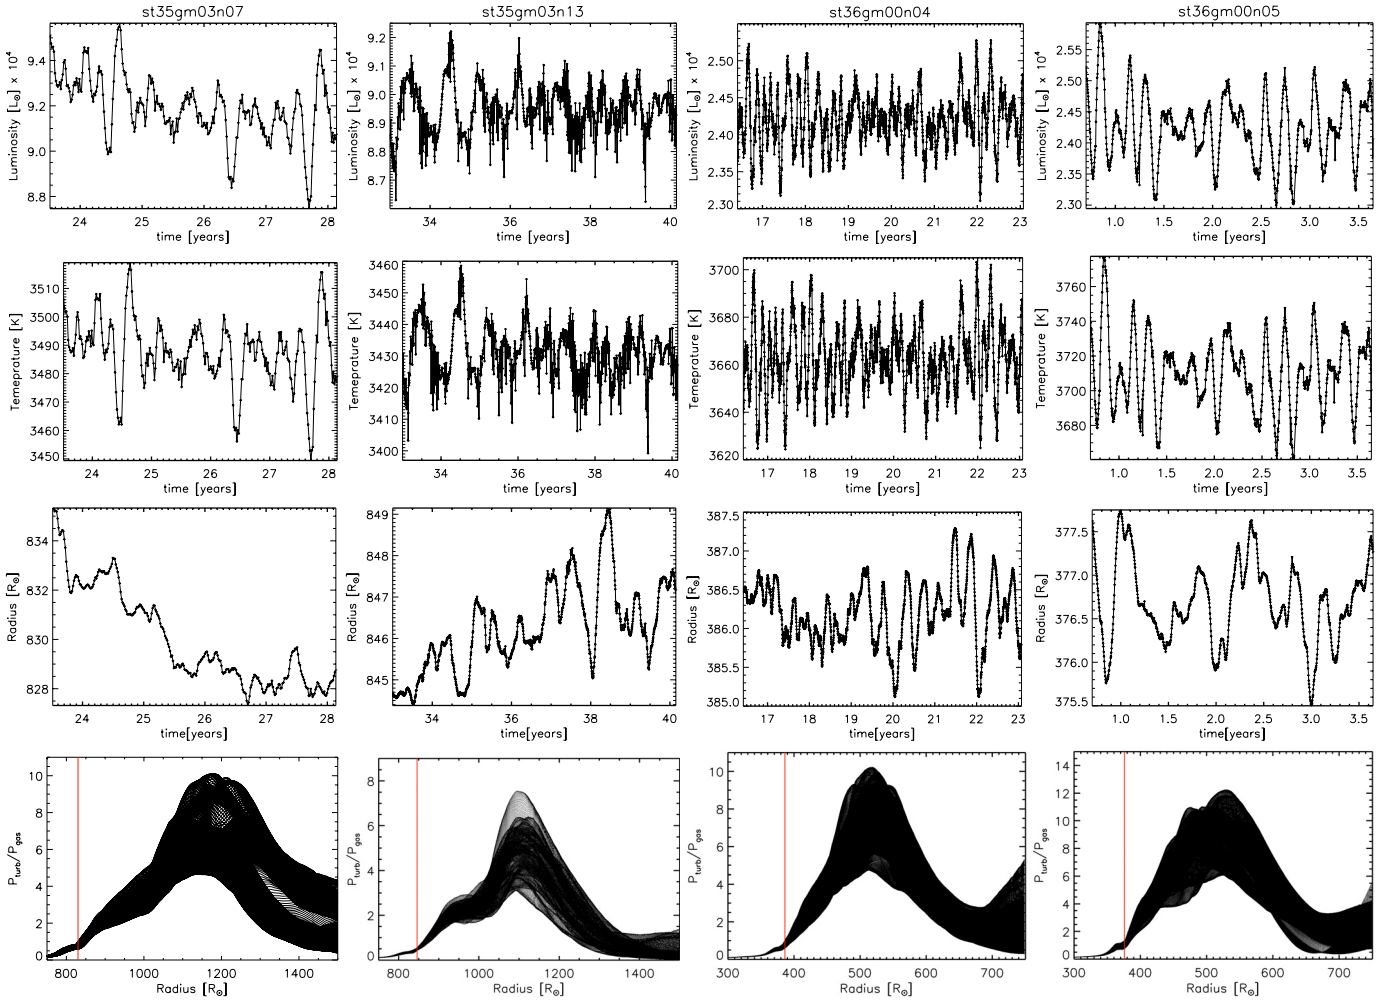 st35gm03n07
st35gm03n13
st36gm00n04
st36gm00n05
Luminosity [L⊙] × 10⁴
9.4
9.2
9.0
8.8
24 25 26 27 28
time [years]
Luminosity [L⊙] × 10⁴
9.2
9.1
9.0
8.9
8.8
8.7
34 36 38 40
time [years]
Luminosity [L⊙] × 10⁴
2.50
2.45
2.40
2.35
2.30
17 18 19 20 21 22 23
time [years]
Luminosity [L⊙] × 10⁴
2.55
2.50
2.45
2.40
2.35
2.30
1.0 1.5 2.0 2.5 3.0 3.5
time [years]
Temeprature [K]
3510
3500
3490
3480
3470
3460
3450
24 25 26 27 28
time [years]
Temeprature [K]
3460
3450
3440
3430
3420
3410
3400
34 36 38 40
time [years]
Temeprature [K]
3700
3680
3660
3640
3620
17 18 19 20 21 22 23
time [years]
Temeprature [K]
3760
3740
3720
3700
3680
1.0 1.5 2.0 2.5 3.0 3.5
time [years]
Radius [R⊙]
834
832
830
828
24 25 26 27 28
time[years]
Radius [R⊙]
849
848
847
846
845
34 36 38 40
time[years]
Radius [R⊙]
387.5
387.0
386.5
386.0
385.5
385.0
17 18 19 20 21 22 23
time[years]
Radius [R⊙]
377.5
377.0
376.5
376.0
375.5
1.0 1.5 2.0 2.5 3.0 3.5
time[years]
P_turb/P_gas
10
8
6
4
2
0
800 1000 1200 1400
Radius [R⊙]
P_turb/P_gas
8
6
4
2
0
800 1000 1200 1400
Radius [R⊙]
P_turb/P_gas
10
8
6
4
2
0
300 400 500 600 700
Radius [R⊙]
P_turb/P_gas
14
12
10
8
6
4
2
0
300 400 500 600 700
Radius [R⊙]